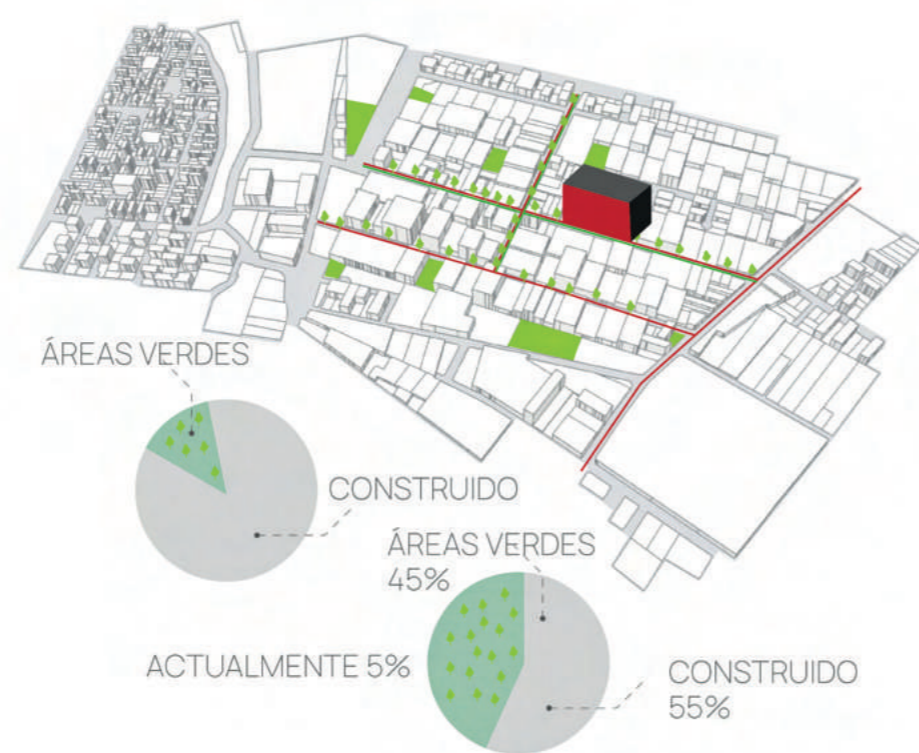 ÁREAS VERDES
CONSTRUIDO
ÁREAS VERDES
45%
ACTUALMENTE 5%
CONSTRUIDO
55%